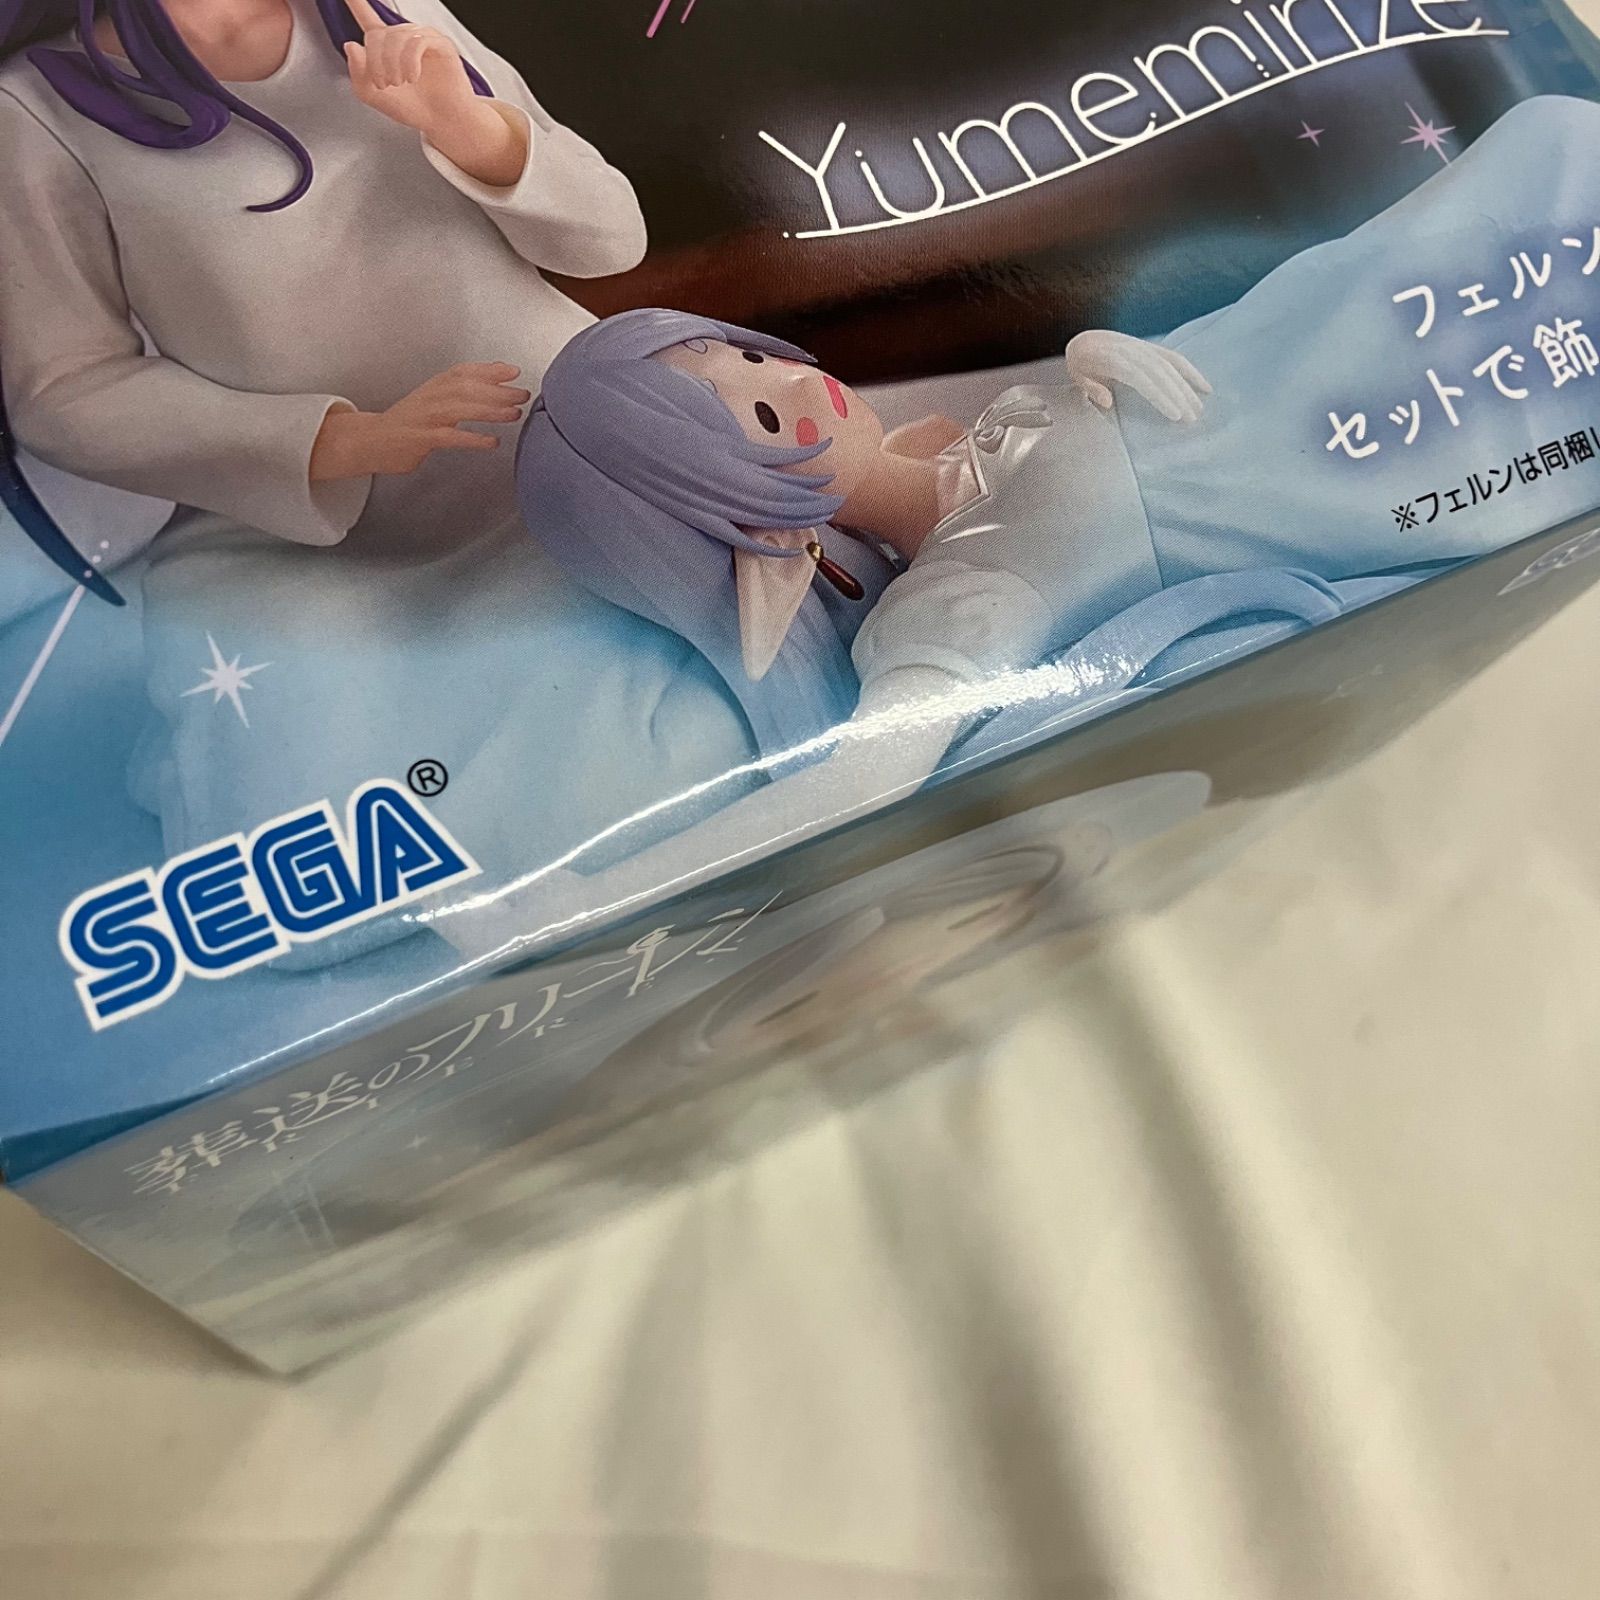 Yumemirize
フェルン
セットで飾
※フェルンは同梱し
SEGA®
葬送のフリーレン